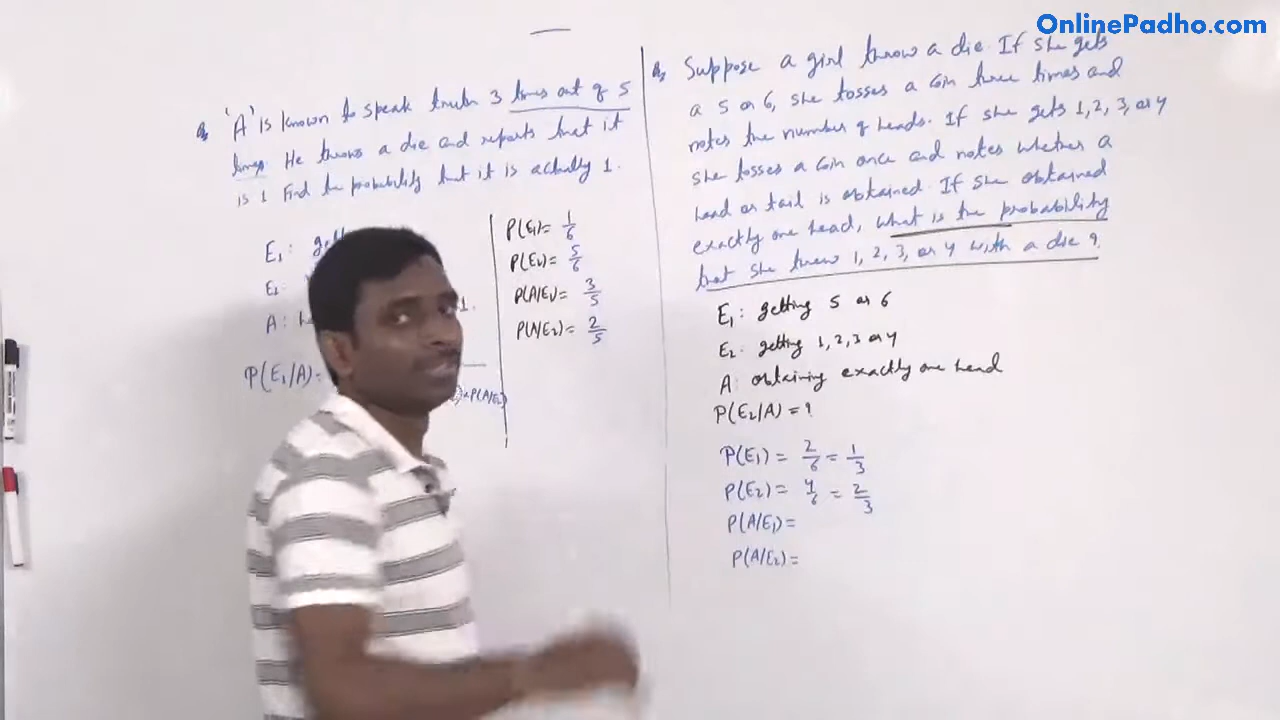 OnlinePadho.com
Q 'A' is known to speak truth 3 times out of 5
times. He throws a die and reports that it
is 1 Find the probability that it is actually 1.
E1:
E2:
A:
1.
P(E1/A)=
×P(A/E2)
P(E1)= 1/6
P(E2)= 5/6
P(A/E1)= 3/5
P(A/E2)= 2/5
Q, Suppose a girl throw a die. If she gets
a 5 or 6, she tosses a coin three times and
notes the number of heads. If she gets 1,2,3, or 4
she tosses a coin once and notes whether a
head or tail is obtained. If she obtained
exactly one head, what is the probability
that she threw 1, 2, 3, or 4 with a die ?
E1: getting 5 or 6
E2: getting 1,2,3 or 4
A: obtaining exactly one head
P(E2/A) = ?
P(E1) = 2/6 = 1/3
P(E2) = 4/6 = 2/3
P(A/E1) =
P(A/E2) =